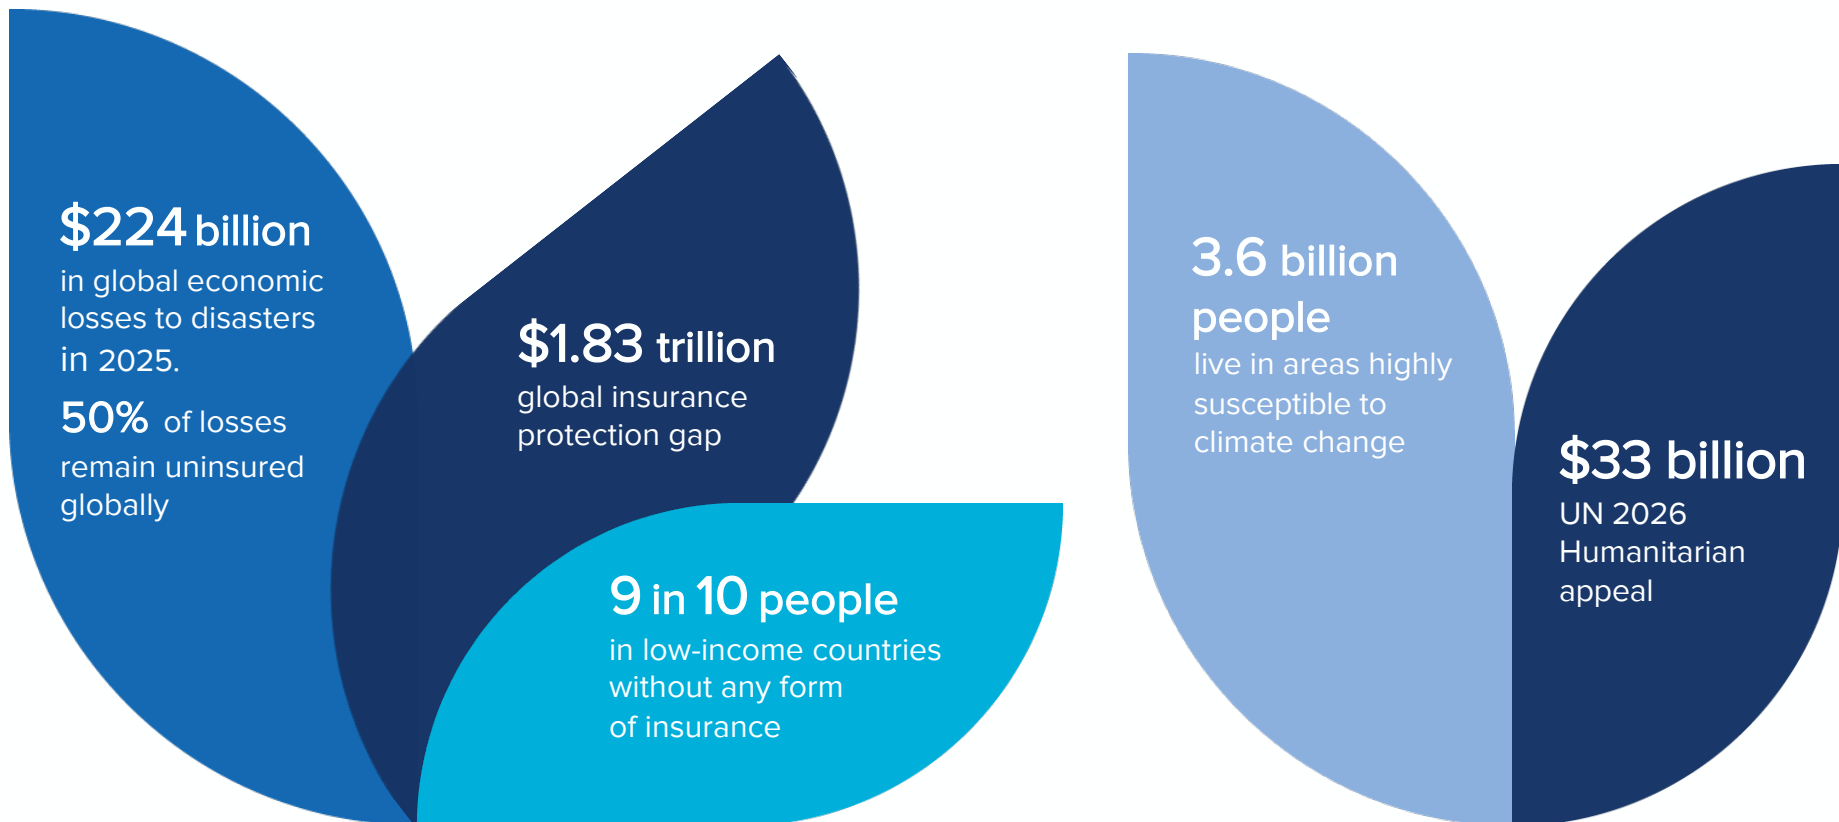 $224 billion
in global economic
losses to disasters
in 2025.
50% of losses
remain uninsured
globally
$1.83 trillion
global insurance
protection gap
9 in 10 people
in low-income countries
without any form
of insurance
3.6 billion
people
live in areas highly
susceptible to
climate change
$33 billion
UN 2026
Humanitarian
appeal